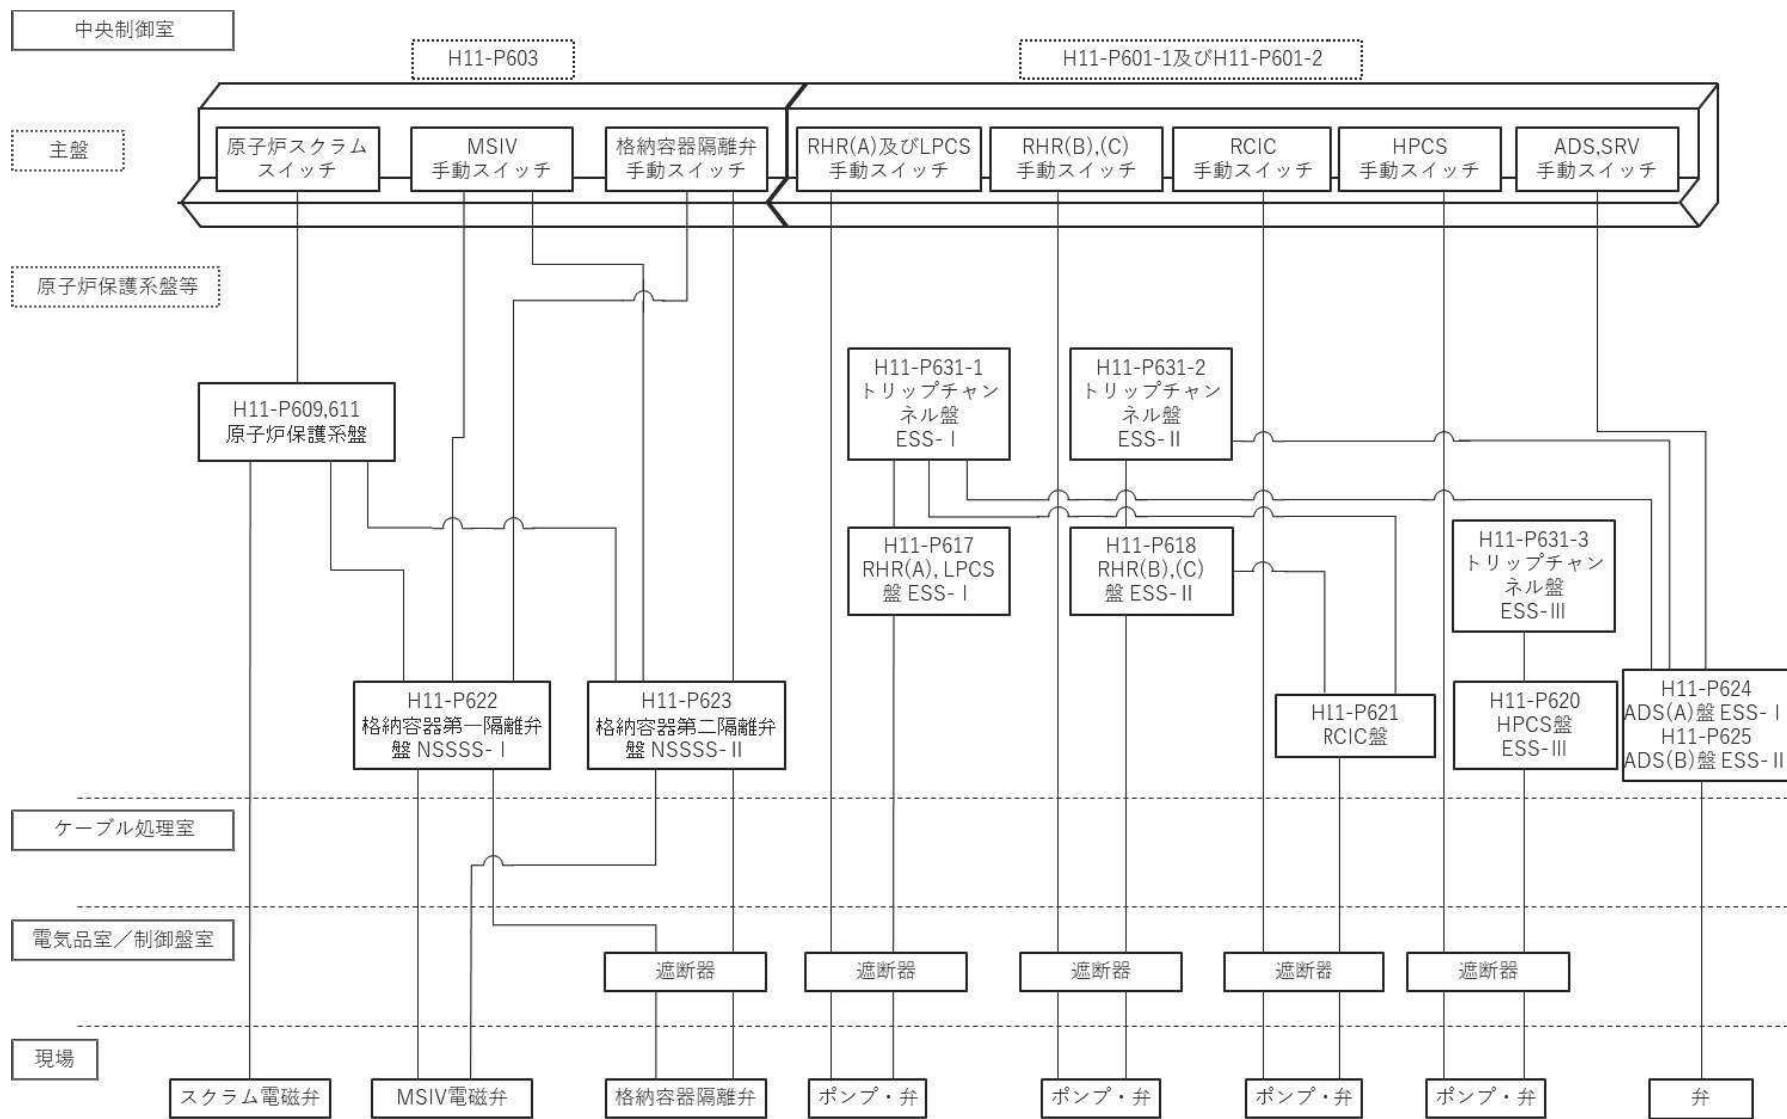 中央制御室
H11-P603
H11-P601-1及びH11-P601-2
主盤
原子炉スクラム
スイッチ
MSIV
手動スイッチ
格納容器隔離弁
手動スイッチ
RHR(A)及びLPCS
手動スイッチ
RHR(B),(C)
手動スイッチ
RCIC
手動スイッチ
HPCS
手動スイッチ
ADS,SRV
手動スイッチ
原子炉保護系盤等
H11-P609,611
原子炉保護系盤
H11-P631-1
トリップチャン
ネル盤
ESS-Ⅰ
H11-P631-2
トリップチャン
ネル盤
ESS-Ⅱ
H11-P617
RHR(A), LPCS
盤 ESS-Ⅰ
H11-P618
RHR(B),(C)
盤 ESS-Ⅱ
H11-P631-3
トリップチャン
ネル盤
ESS-Ⅲ
H11-P622
格納容器第一隔離弁
盤 NSSSS-Ⅰ
H11-P623
格納容器第二隔離弁
盤 NSSSS-Ⅱ
H11-P621
RCIC盤
H11-P620
HPCS盤
ESS-Ⅲ
H11-P624
ADS(A)盤 ESS-Ⅰ
H11-P625
ADS(B)盤 ESS-Ⅱ
ケーブル処理室
電気品室／制御盤室
遮断器
遮断器
遮断器
遮断器
遮断器
現場
スクラム電磁弁
MSIV電磁弁
格納容器隔離弁
ポンプ・弁
ポンプ・弁
ポンプ・弁
ポンプ・弁
弁